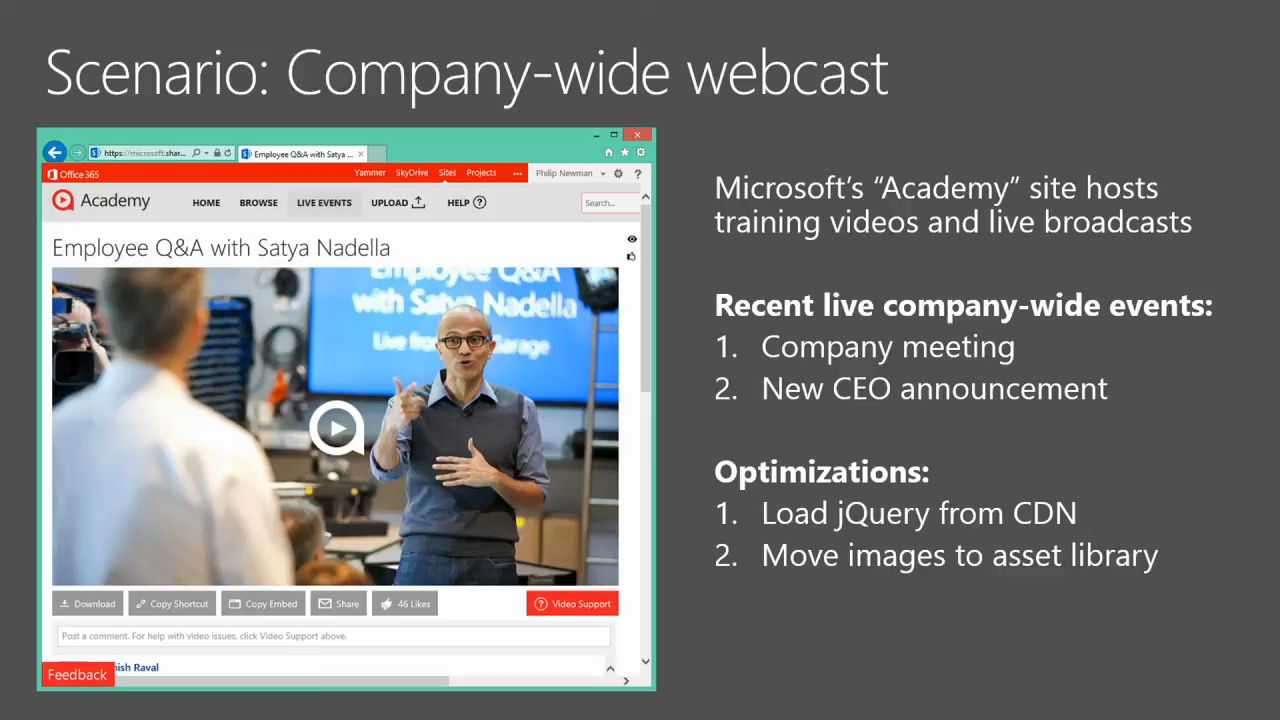 Scenario: Company-wide webcast
https://microsoft.shar...
Employee Q&A with Satya ...
Office 365
Yammer SkyDrive Sites Projects ... Philip Newman ?
Academy HOME BROWSE LIVE EVENTS UPLOAD HELP ? Search...
Employee Q&A with Satya Nadella
Employee Q&A
with Satya Nadella
Live Garage
Download Copy Shortcut Copy Embed Share 46 Likes ? Video Support
Post a comment. For help with video issues, click Video Support above.
Raval
Feedback
Microsoft’s “Academy” site hosts
training videos and live broadcasts
Recent live company-wide events:
1. Company meeting
2. New CEO announcement
Optimizations:
1. Load jQuery from CDN
2. Move images to asset library